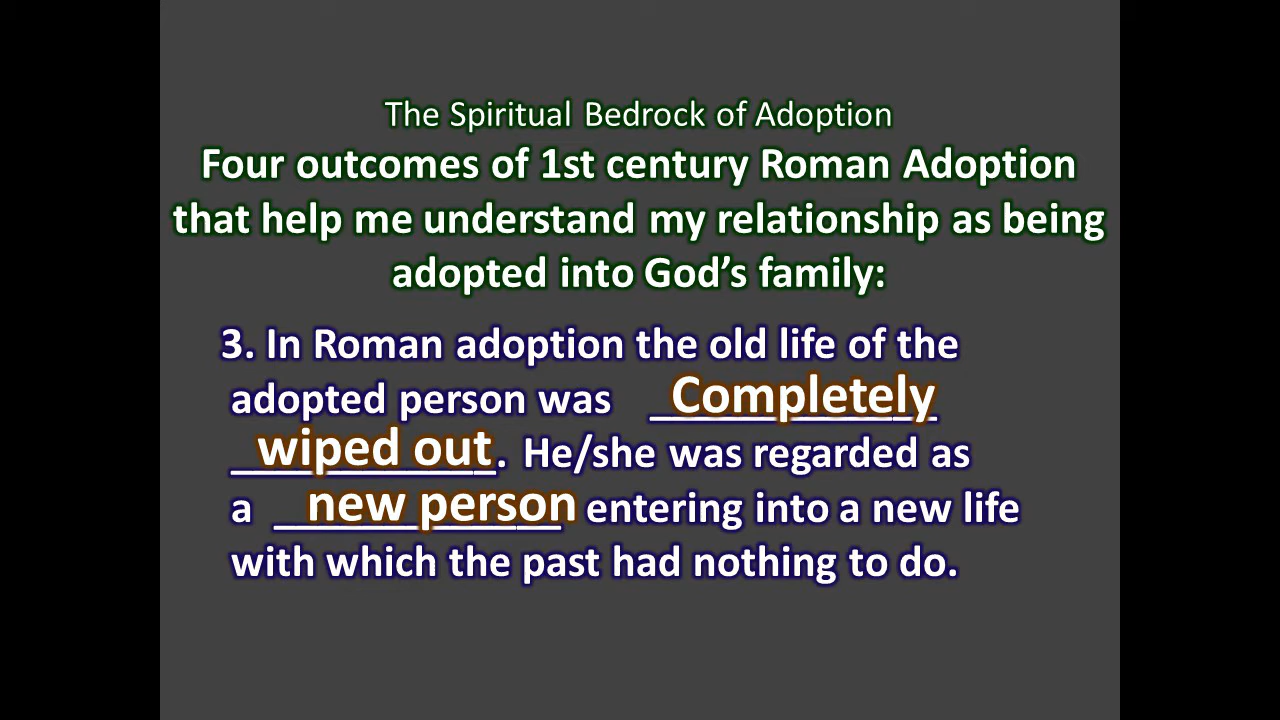 The Spiritual Bedrock of Adoption
Four outcomes of 1st century Roman Adoption
that help me understand my relationship as being
adopted into God’s family:
3. In Roman adoption the old life of the
adopted person was Completely
wiped out. He/she was regarded as
a new person entering into a new life
with which the past had nothing to do.